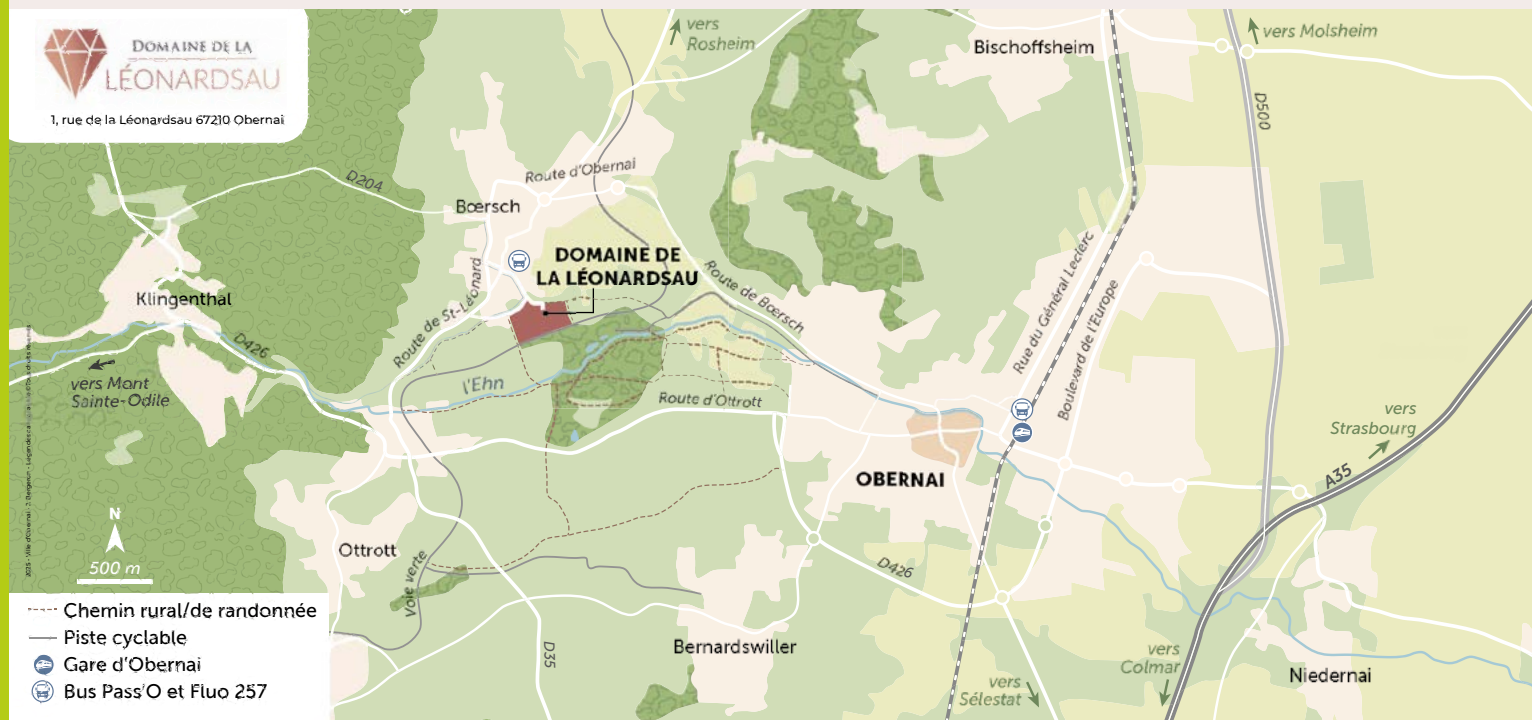 DOMAINE DE LA
LÉONARDSAU
1, rue de la Léonardsau 67210 Obernai
vers
Rosheim
Bischoffsheim
vers Molsheim
D500
D204
Route d'Obernai
Bœrsch
DOMAINE DE
LA LÉONARDSAU
Route de St-Léonard
Route de Bœrsch
Rue du Général Leclerc
Boulevard de l'Europe
Klingenthal
D426
vers Mont
Sainte-Odile
l'Ehn
Route d'Ottrott
OBERNAI
vers
Strasbourg
A35
N
500 m
Ottrott
Voie verte
D426
D35
Bernardswiller
vers
Sélestat
vers
Colmar
Niedernai
Chemin rural/de randonnée
Piste cyclable
Gare d'Obernai
Bus Pass'O et Fluo 257